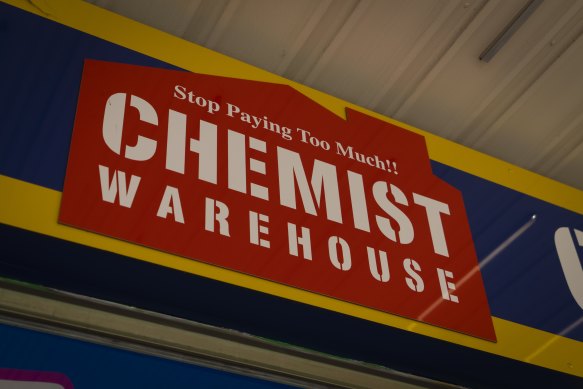 Stop Paying Too Much!!
CHEMIST
WAREHOUSE